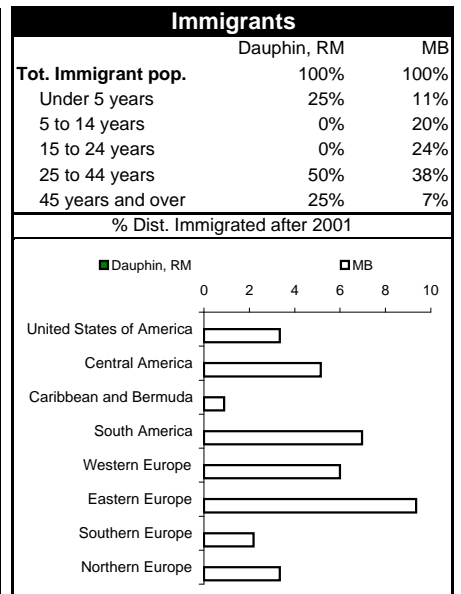 Immigrants
Dauphin, RM MB
Tot. Immigrant pop. 100% 100%
Under 5 years 25% 11%
5 to 14 years 0% 20%
15 to 24 years 0% 24%
25 to 44 years 50% 38%
45 years and over 25% 7%
% Dist. Immigrated after 2001
Dauphin, RM MB
0 2 4 6 8 10
United States of America
Central America
Caribbean and Bermuda
South America
Western Europe
Eastern Europe
Southern Europe
Northern Europe